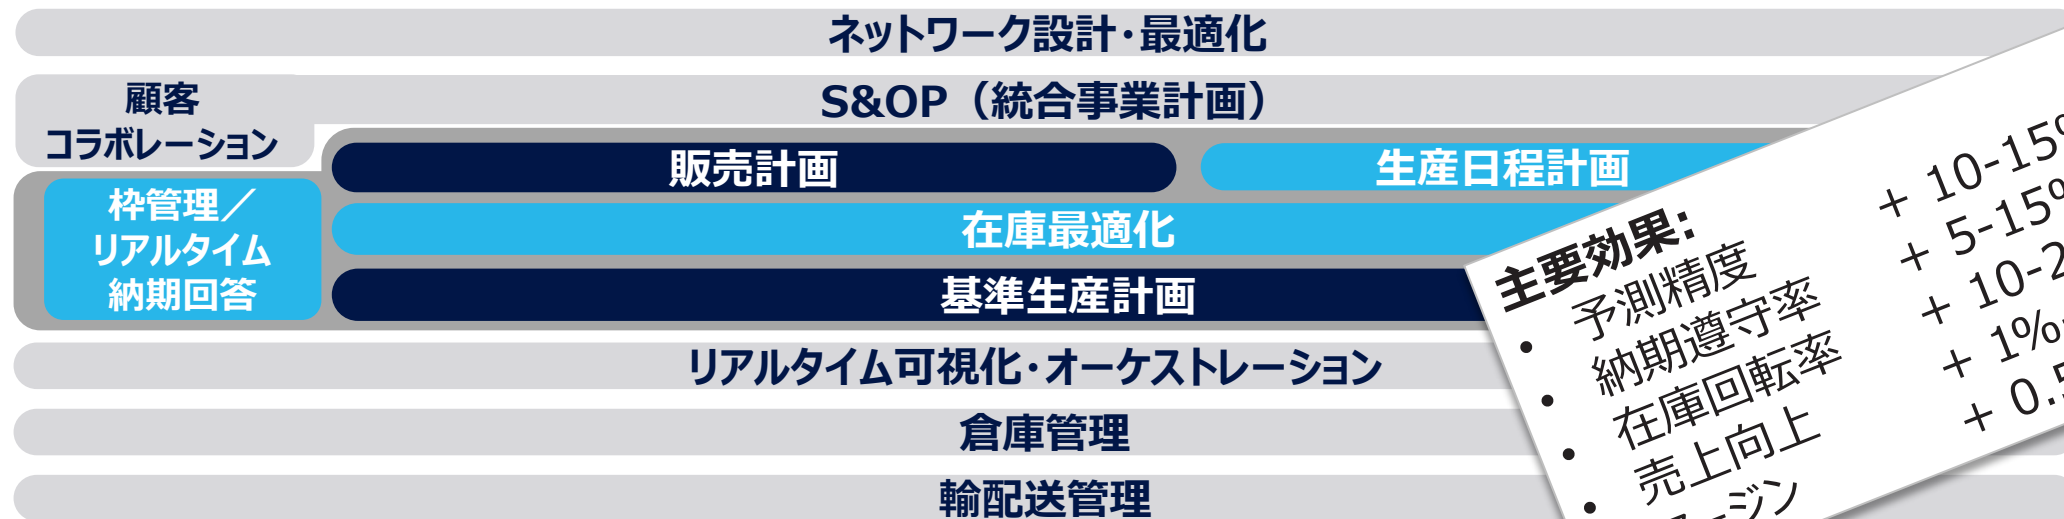 ネットワーク設計・最適化
顧客
コラボレーション
S&OP（統合事業計画）
販売計画
生産日程計画
枠管理／
リアルタイム
納期回答
在庫最適化
基準生産計画
リアルタイム可視化・オーケストレーション
倉庫管理
輸配送管理
主要効果:
• 予測精度 + 10-15%
• 納期遵守率 + 5-15%
• 在庫回転率 + 10-2
• 売上向上 + 1%
• ージン + 0.5